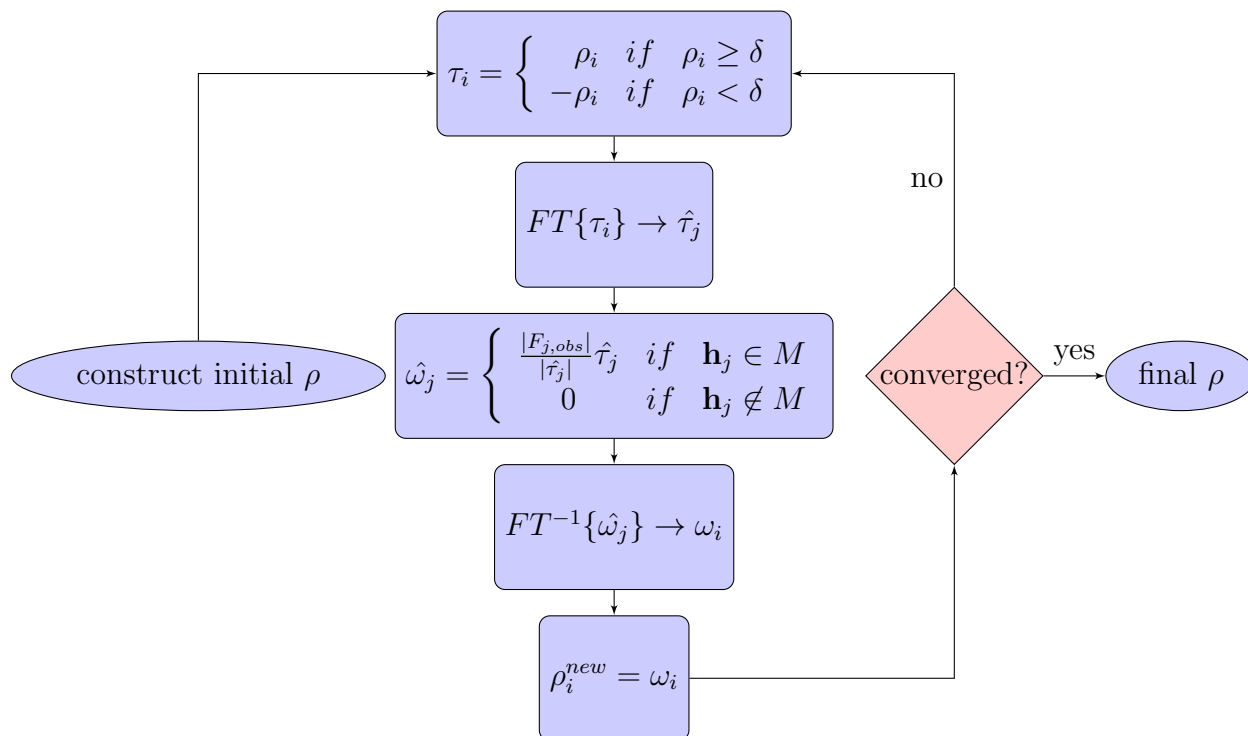 τ_i = { ρ_i if ρ_i ≥ δ
−ρ_i if ρ_i < δ
FT{τ_i} → τ̂_j
ω̂_j = { |F_{j,obs}|/|τ̂_j| τ̂_j if 𝐡_j ∈ M
0 if 𝐡_j ∉ M
FT^{−1}{ω̂_j} → ω_i
ρ_i^{new} = ω_i
construct initial ρ
no
converged?
yes
final ρ